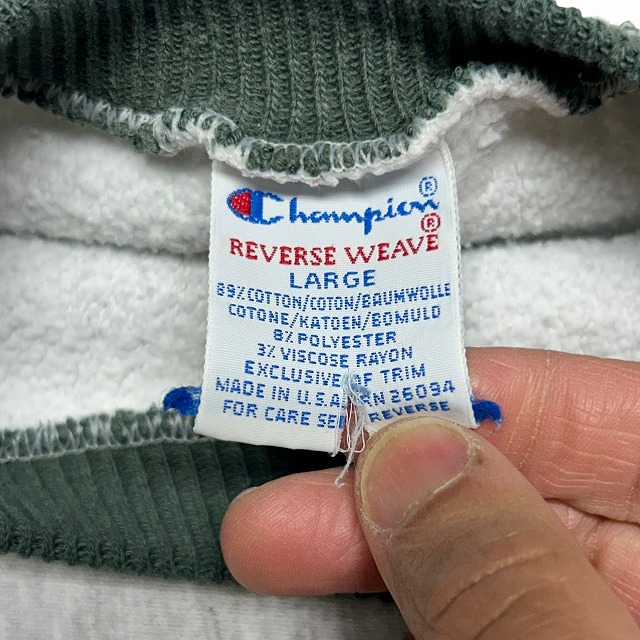 Champion®
REVERSE WEAVE®
LARGE
89% COTTON/COTON/BAUMWOLLE
COTONE/KATOEN/BOMULD
8% POLYESTER
3% VISCOSE RAYON
EXCLUSIVE OF TRIM
MADE IN U.S.A. RN 26094
FOR CARE SEE REVERSE